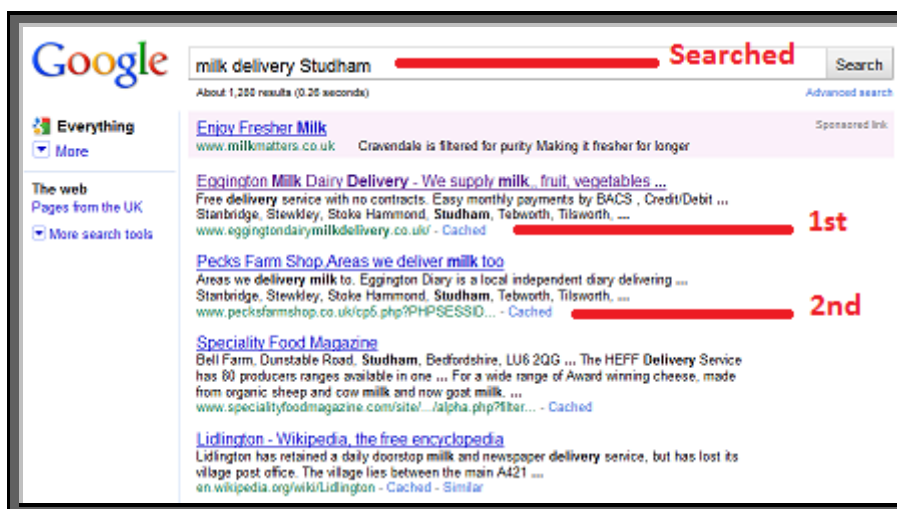 Google
milk delivery Studham
Searched
Search
About 1,280 results (0.26 seconds)
Advanced search
Everything
More
The web
Pages from the UK
More search tools
Enjoy Fresher Milk
Sponsored link
www.milkmatters.co.uk Cravendale is filtered for purity Making it fresher for longer
Eggington Milk Dairy Delivery - We supply milk,, fruit, vegetables ...
Free delivery service with no contracts. Easy monthly payments by BACS , Credit/Debit ...
Stanbridge, Stewkley, Stoke Hammond, Studham, Tebworth, Tilsworth, ...
www.eggingtondairymilkdelivery.co.uk/ - Cached
1st
Pecks Farm Shop,Areas we deliver milk too
Areas we delivery milk to. Eggington Diary is a local independent diary delivering ...
Stanbridge, Stewkley, Stoke Hammond, Studham, Tebworth, Tilsworth, ...
www.pecksfarmshop.co.uk/cp5.php?PHPSESSID... - Cached
2nd
Speciality Food Magazine
Bell Farm, Dunstable Road, Studham, Bedfordshire, LU6 2QG ... The HEFF Delivery Service
has 80 producers ranges available in one ... For a wide range of Award winning cheese, made
from organic sheep and cow milk and now goat milk. ...
www.specialityfoodmagazine.com/site/.../alpha.php?filter... - Cached
Lidlington - Wikipedia, the free encyclopedia
Lidlington has retained a daily doorstop milk and newspaper delivery service, but has lost its
village post office. The village lies between the main A421 ...
en.wikipedia.org/wiki/Lidlington - Cached - Similar